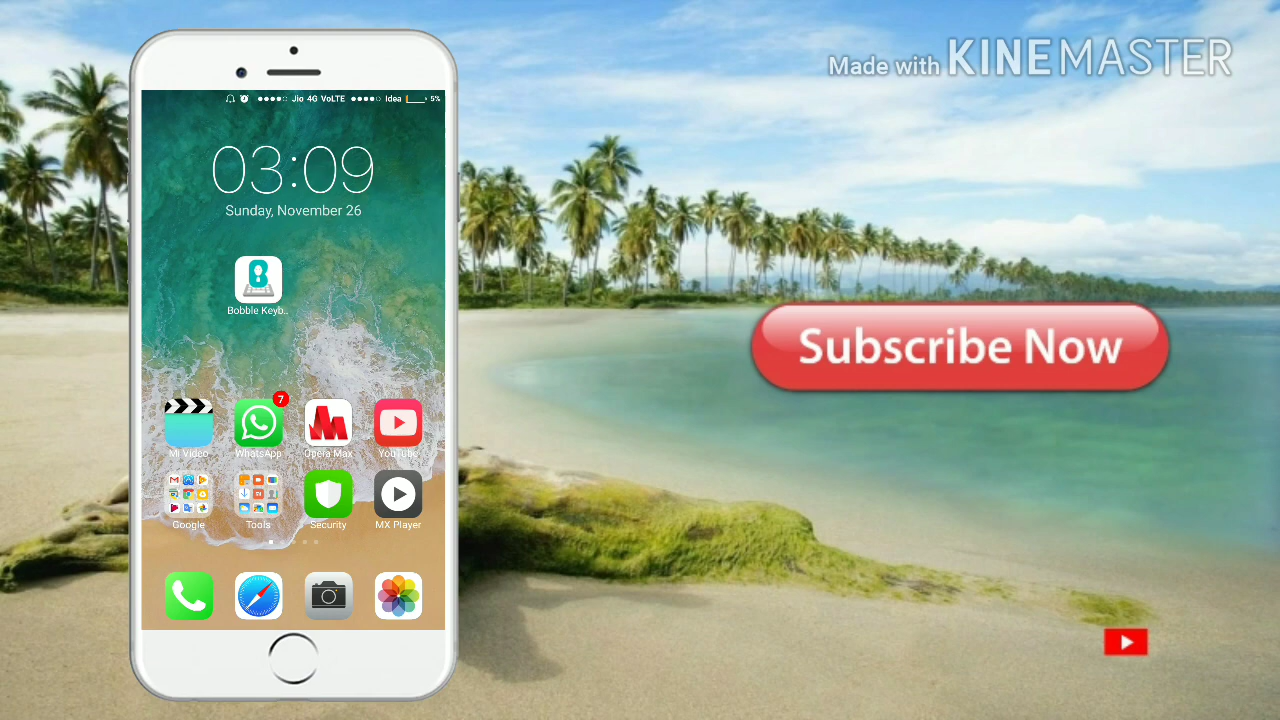 Made with KINEMASTER
Jio 4G VoLTE Idea 5%
03:09
Sunday, November 26
Bobble Keyb..
7
Mi Video WhatsApp Opera Max YouTube
Google Tools Security MX Player
Subscribe Now